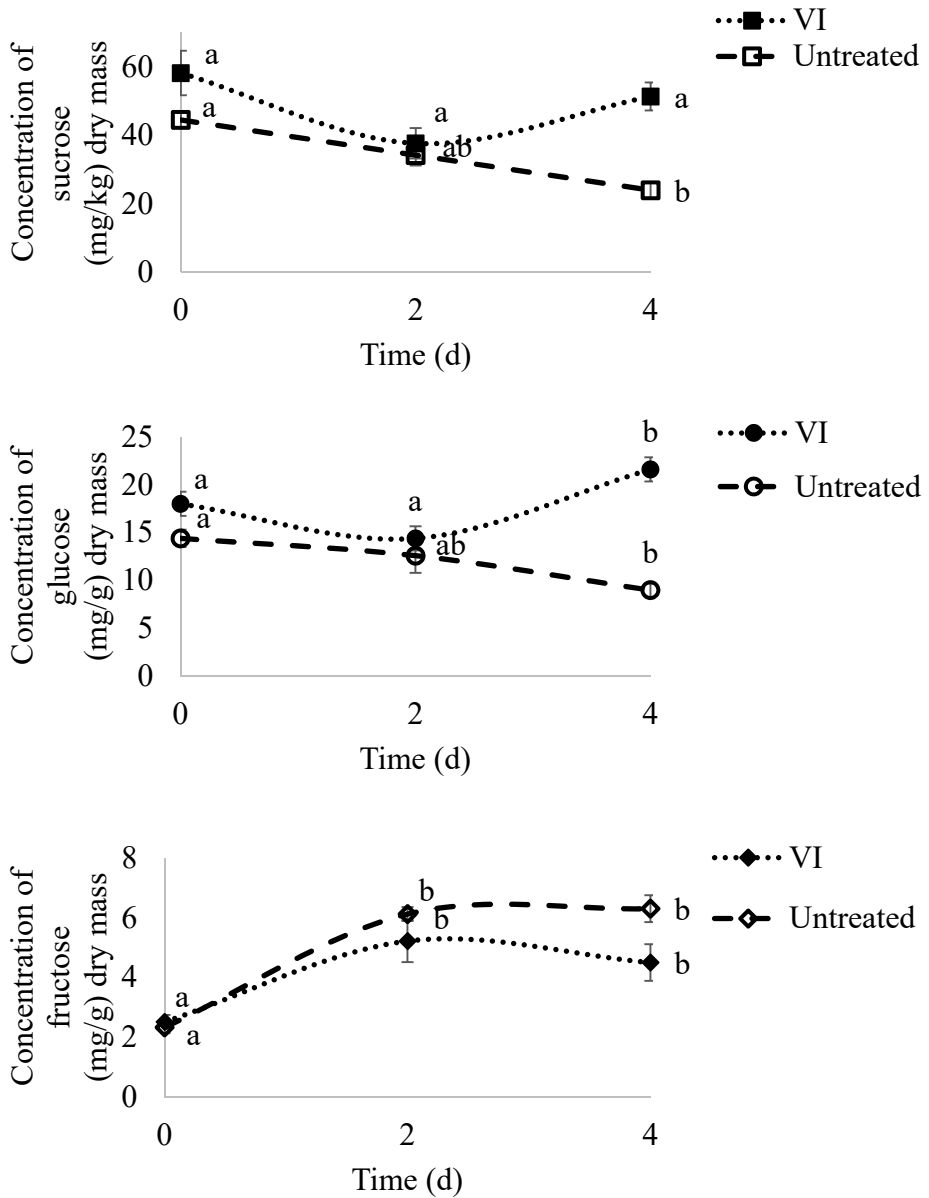 VI
Untreated
Concentration of
sucrose
(mg/kg) dry mass
60
40
20
0
a
a
a
ab
a
b
0 2 4
Time (d)
VI
Untreated
Concentration of
glucose
(mg/g) dry mass
25
20
15
10
5
0
a
a
a
ab
b
b
0 2 4
Time (d)
VI
Untreated
Concentration of
fructose
(mg/g) dry mass
8
6
4
2
0
a
a
b
b
b
b
0 2 4
Time (d)